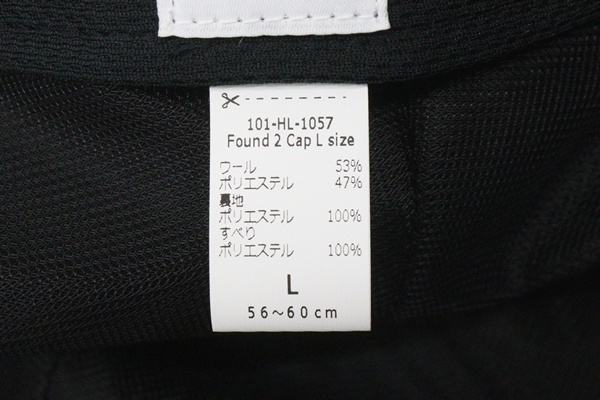 101-HL-1057
Found 2 Cap L size
ウール 53%
ポリエステル 47%
裏地
ポリエステル 100%
すべり
ポリエステル 100%
L
56～60cm